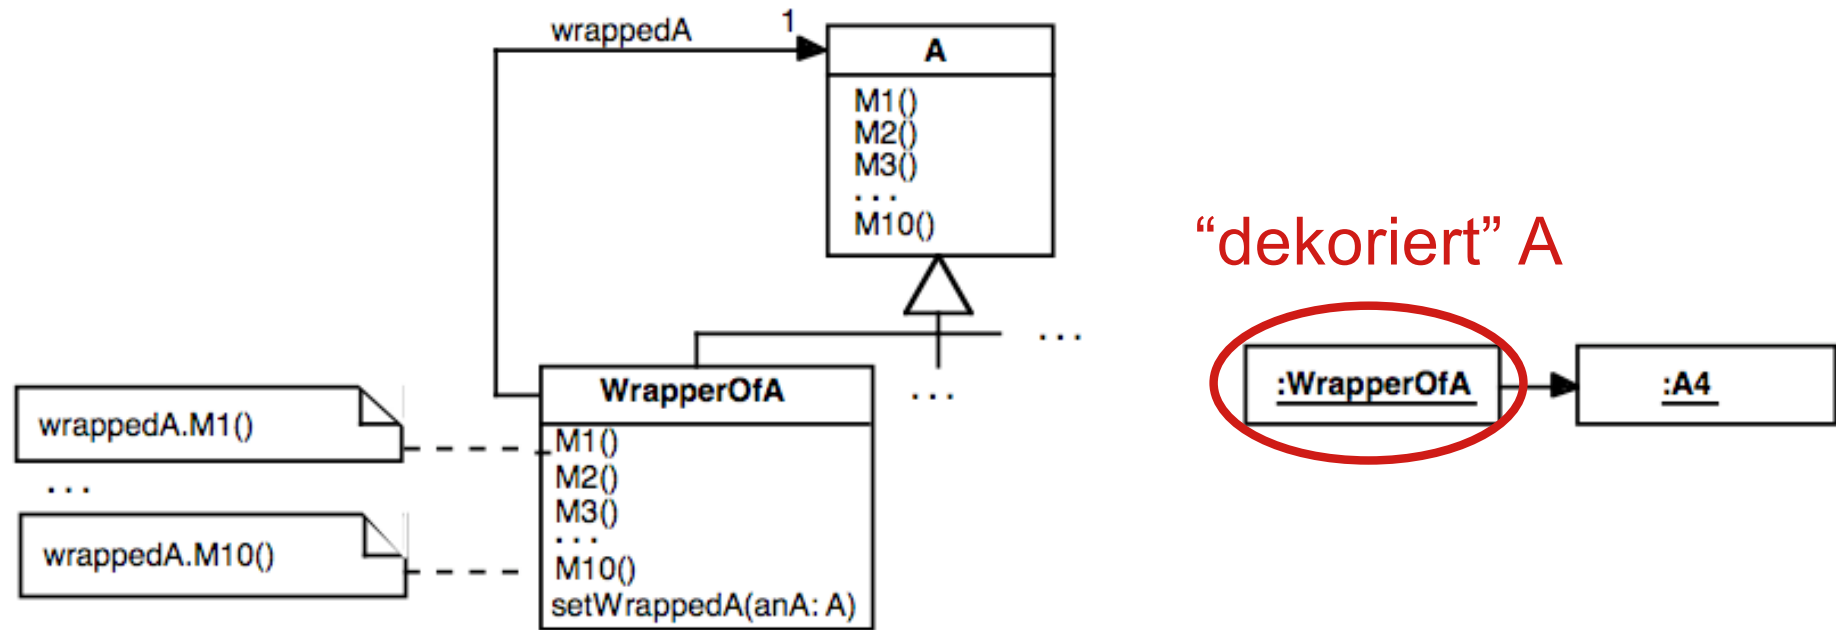 wrappedA
1
A
M1()
M2()
M3()
...
M10()
“dekoriert” A
...
:WrapperOfA
:A4
WrapperOfA
...
wrappedA.M1()
M1()
M2()
...
M3()
...
wrappedA.M10()
M10()
setWrappedA(anA: A)